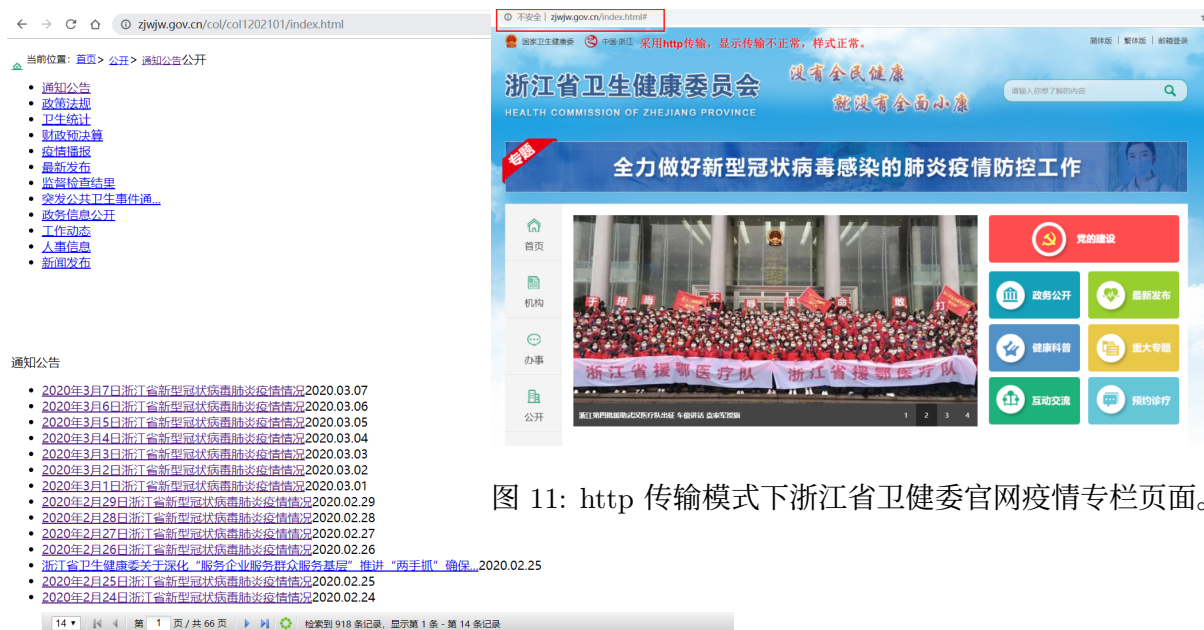 zjwjw.gov.cn/col/col1202101/index.html
当前位置：首页> 公开> 通知公告公开
通知公告
政策法规
卫生统计
财政预决算
疫情播报
最新发布
监督检查结果
突发公共卫生事件通...
政务信息公开
工作动态
人事信息
新闻发布
通知公告
2020年3月7日浙江省新型冠状病毒肺炎疫情情况2020.03.07
2020年3月6日浙江省新型冠状病毒肺炎疫情情况2020.03.06
2020年3月5日浙江省新型冠状病毒肺炎疫情情况2020.03.05
2020年3月4日浙江省新型冠状病毒肺炎疫情情况2020.03.04
2020年3月3日浙江省新型冠状病毒肺炎疫情情况2020.03.03
2020年3月2日浙江省新型冠状病毒肺炎疫情情况2020.03.02
2020年3月1日浙江省新型冠状病毒肺炎疫情情况2020.03.01
2020年2月29日浙江省新型冠状病毒肺炎疫情情况2020.02.29
2020年2月28日浙江省新型冠状病毒肺炎疫情情况2020.02.28
2020年2月27日浙江省新型冠状病毒肺炎疫情情况2020.02.27
2020年2月26日浙江省新型冠状病毒肺炎疫情情况2020.02.26
浙江省卫生健康委关于深化“服务企业服务群众服务基层”推进“两手抓”确保...2020.02.25
2020年2月25日浙江省新型冠状病毒肺炎疫情情况2020.02.25
2020年2月24日浙江省新型冠状病毒肺炎疫情情况2020.02.24
14 第 1 页/共 66 页 检索到 918 条记录，显示第 1 条 - 第 14 条记录
不安全 | zjwjw.gov.cn/index.html#
国家卫生健康委 中国·浙江 采用http传输，显示传输不正常，样式正常。 简体版 | 繁体版 | 邮箱登录
浙江省卫生健康委员会
HEALTH COMMISSION OF ZHEJIANG PROVINCE
没有全民健康
就没有全面小康
请输入你想了解的内容
专题
全力做好新型冠状病毒感染的肺炎疫情防控工作
首页
机构
办事
公开
于担当 不辱使命 敢打
浙江省援鄂医疗队 浙江省援鄂医疗队
浙江第四批援助武汉医疗队出征 车俊讲话 袁家军授旗
1 2 3 4
党的建设
政务公开
最新发布
健康科普
重大专题
互动交流
预约诊疗
图 11: http 传输模式下浙江省卫健委官网疫情专栏页面。